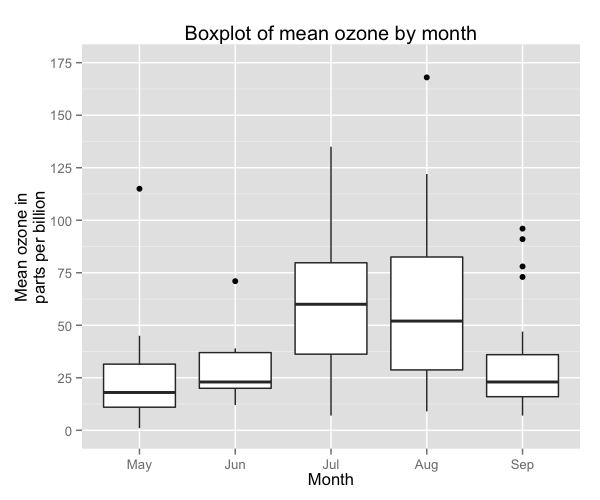 Boxplot of mean ozone by month
Mean ozone in
parts per billion
175
150
125
100
75
50
25
0
May Jun Jul Aug Sep
Month